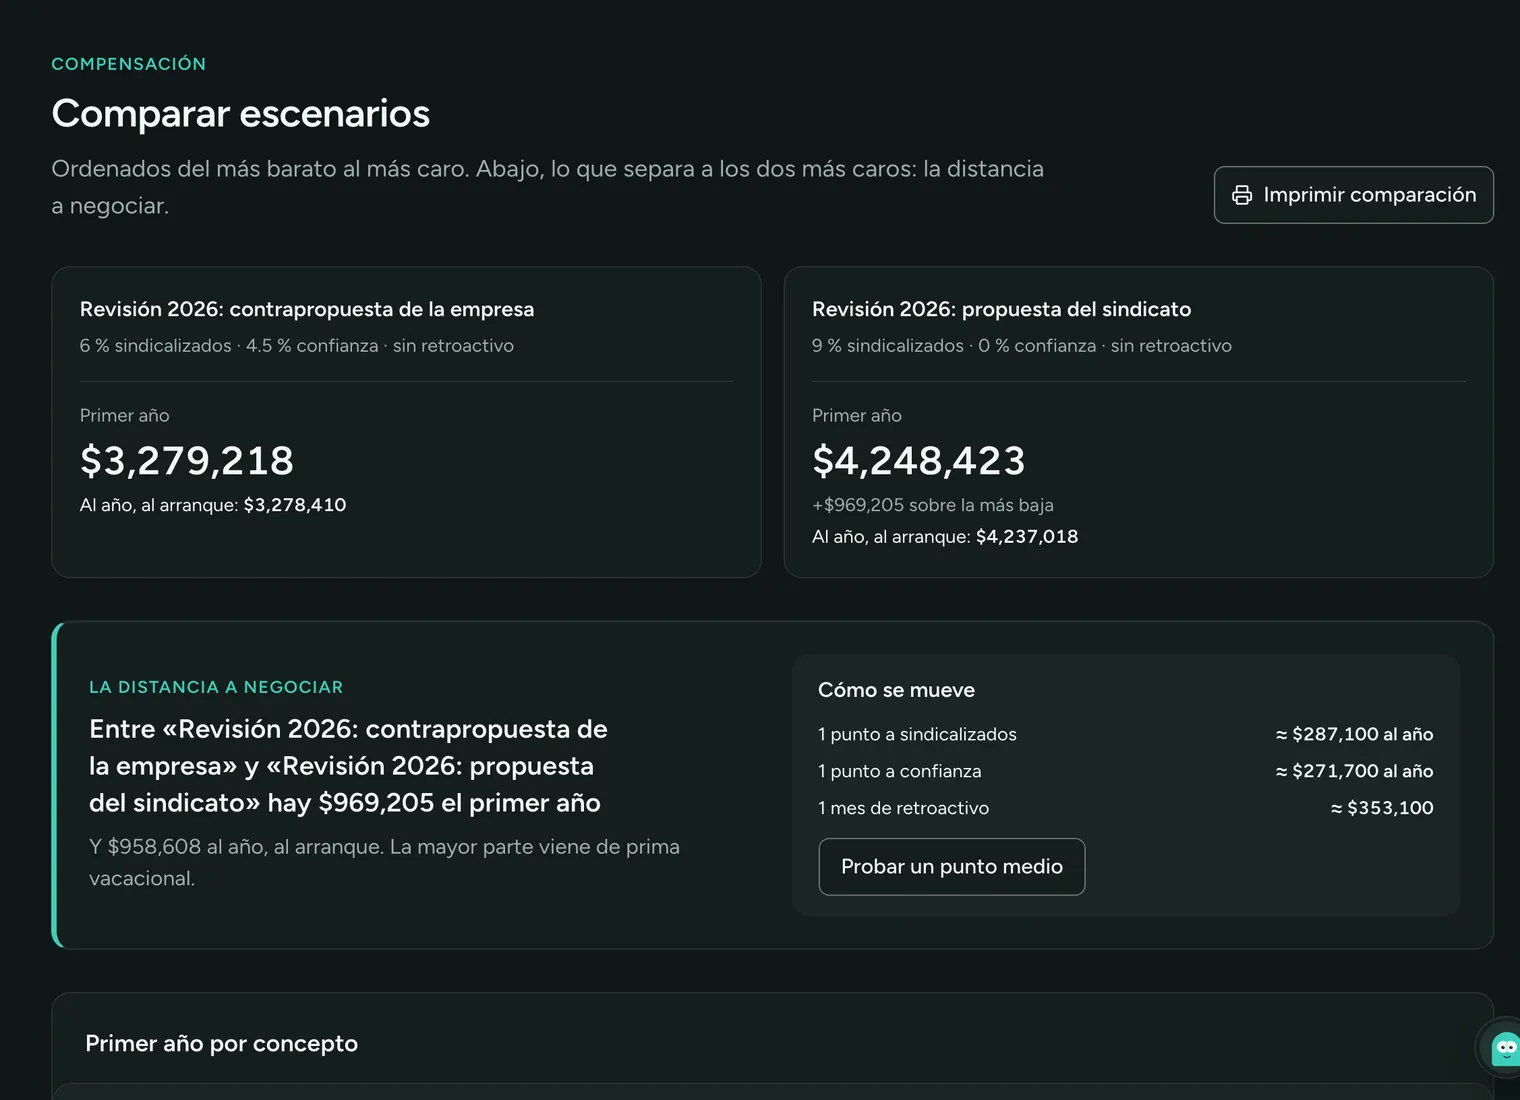 COMPENSACIÓN
Comparar escenarios
Ordenados del más barato al más caro. Abajo, lo que separa a los dos más caros: la distancia
a negociar.
Imprimir comparación
Revisión 2026: contrapropuesta de la empresa
6 % sindicalizados · 4.5 % confianza · sin retroactivo
Primer año
$3,279,218
Al año, al arranque: $3,278,410
Revisión 2026: propuesta del sindicato
9 % sindicalizados · 0 % confianza · sin retroactivo
Primer año
$4,248,423
+$969,205 sobre la más baja
Al año, al arranque: $4,237,018
LA DISTANCIA A NEGOCIAR
Entre «Revisión 2026: contrapropuesta de
la empresa» y «Revisión 2026: propuesta
del sindicato» hay $969,205 el primer año
Y $958,608 al año, al arranque. La mayor parte viene de prima
vacacional.
Cómo se mueve
1 punto a sindicalizados ≈ $287,100 al año
1 punto a confianza ≈ $271,700 al año
1 mes de retroactivo ≈ $353,100
Probar un punto medio
Primer año por concepto